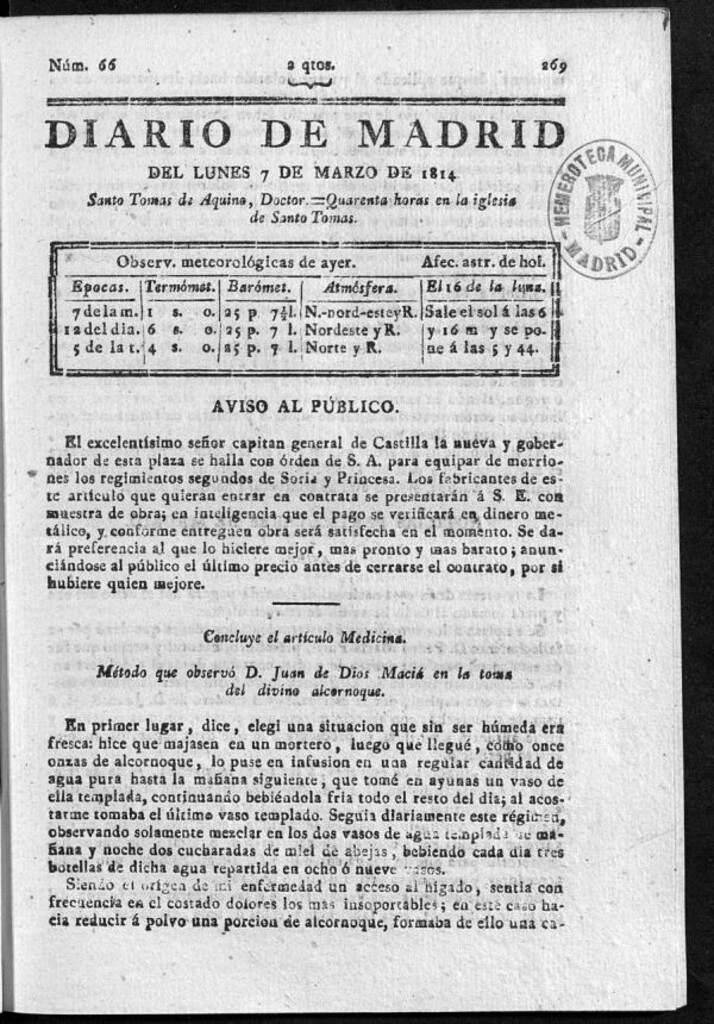 Núm. 66 2 qtos. 269
DIARIO DE MADRID
DEL LUNES 7 DE MARZO DE 1814
Santo Tomas de Aquino, Doctor.=Quarenta horas en la iglesia
de Santo Tomas.
HEMEROTECA MUNICIPAL
MADRID
Observ. meteorológicas de ayer. Afec. astr. de hoi.
Epocas. Termómet. Barómet. Atmósfera. El 16 de la luna.
7 de la m. 1 s. o. 25 p 7½l. N.-nord-este y R. Sale el sol á las 6
12 del dia. 6 s. o. 25 p. 7 l. Nordeste y R. y 16 m y se po-
5 de la t. 4 s. o. 25 p. 7 l. Norte y R. ne á las 5 y 44.
AVISO AL PÚBLICO.
El excelentísimo señor capitan general de Castilla la nueva y gober-
nador de esta plaza se halla con órden de S. A. para equipar de morrio-
nes los regimientos segundos de Soria y Princesa. Los fabricantes de es-
te artículo que quieran entrar en contrata se presentarán á S. E. con
muestra de obra; en inteligencia que el pago se verificará en dinero me-
tálico, y conforme entreguen obra será satisfecha en el momento. Se da-
rá preferencia al que lo hiciere mejor, mas pronto y mas barato; anun-
ciándose al público el último precio antes de cerrarse el contrato, por si
hubiere quien mejore.
Concluye el artículo Medicina.
Método que observó D. Juan de Dios Maciá en la toma
del divino alcornoque.
En primer lugar, dice, elegi una situacion que sin ser húmeda era
fresca: hice que majasen en un mortero, luego que llegué, como once
onzas de alcornoque, lo puse en infusion en una regular cantidad de
agua pura hasta la mañana siguiente, que tomé en ayunas un vaso de
ella templada, continuando bebiéndola fria todo el resto del dia; al acos-
tarme tomaba el último vaso templado. Seguia diariamente este régimen,
observando solamente mezclar en los dos vasos de agua templada de ma-
ñana y noche dos cucharadas de miel de abejas, bebiendo cada dia tres
botellas de dicha agua repartida en ocho ó nueve vasos.
Siendo el origen de mi enfermedad un acceso al hígado, sentia con
frecuencia en el costado dolores los mas insoportables; en este caso ha-
cia reducir á polvo una porcion de alcornoque, formaba de ello una ca-